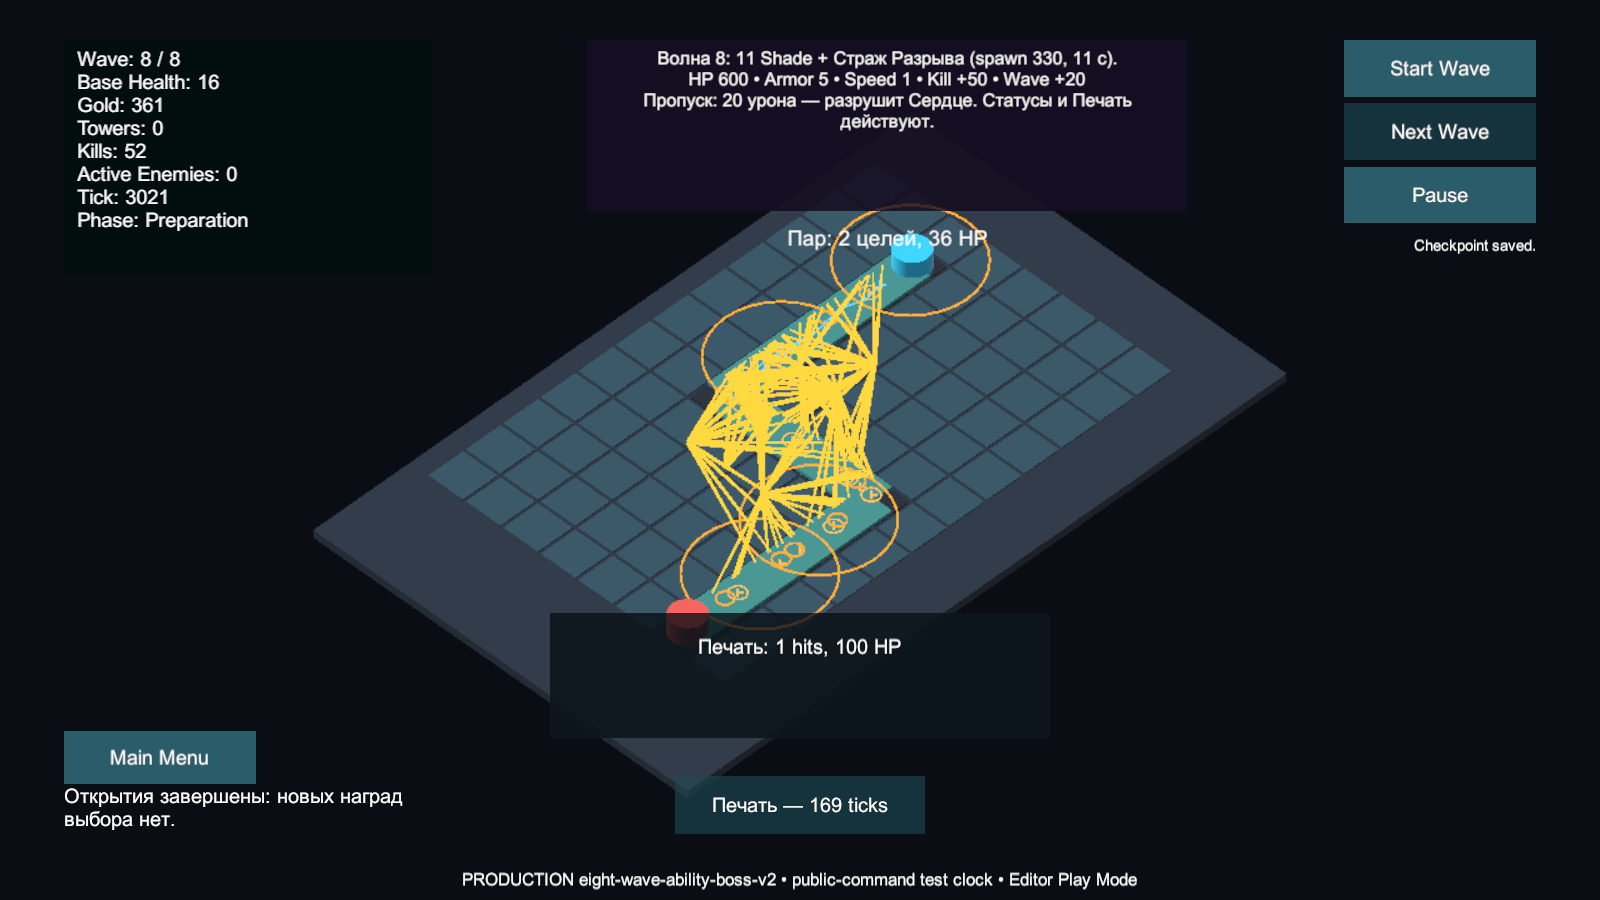 Wave: 8 / 8
Base Health: 16
Gold: 361
Towers: 0
Kills: 52
Active Enemies: 0
Tick: 3021
Phase: Preparation
Волна 8: 11 Shade + Страж Разрыва (spawn 330, 11 с).
HP 600 • Armor 5 • Speed 1 • Kill +50 • Wave +20
Пропуск: 20 урона — разрушит Сердце. Статусы и Печать
действуют.
Start Wave
Next Wave
Pause
Checkpoint saved.
Пар: 2 целей, 36 HP
Печать: 1 hits, 100 HP
Main Menu
Открытия завершены: новых наград
выбора нет.
Печать — 169 ticks
PRODUCTION eight-wave-ability-boss-v2 • public-command test clock • Editor Play Mode